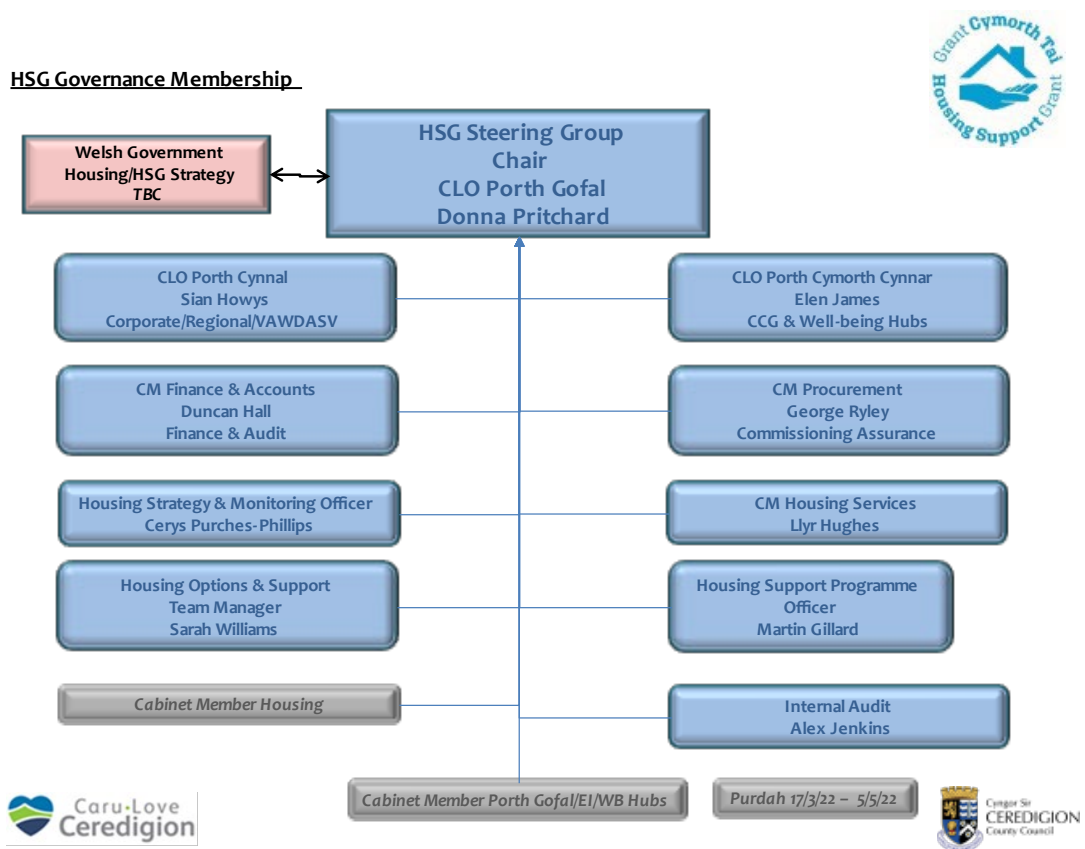 Grant Cymorth Tai
Housing Support Grant
HSG Governance Membership
HSG Steering Group
Chair
CLO Porth Gofal
Donna Pritchard
Welsh Government
Housing/HSG Strategy
TBC
CLO Porth Cynnal
Sian Howys
Corporate/Regional/VAWDASV
CLO Porth Cymorth Cynnar
Elen James
CCG & Well-being Hubs
CM Finance & Accounts
Duncan Hall
Finance & Audit
CM Procurement
George Ryley
Commissioning Assurance
Housing Strategy & Monitoring Officer
Cerys Purches-Phillips
CM Housing Services
Llyr Hughes
Housing Options & Support
Team Manager
Sarah Williams
Housing Support Programme
Officer
Martin Gillard
Cabinet Member Housing
Internal Audit
Alex Jenkins
Cabinet Member Porth Gofal/EI/WB Hubs
Purdah 17/3/22 – 5/5/22
Caru·Love
Ceredigion
Cyngor Sir
CEREDIGION
County Council